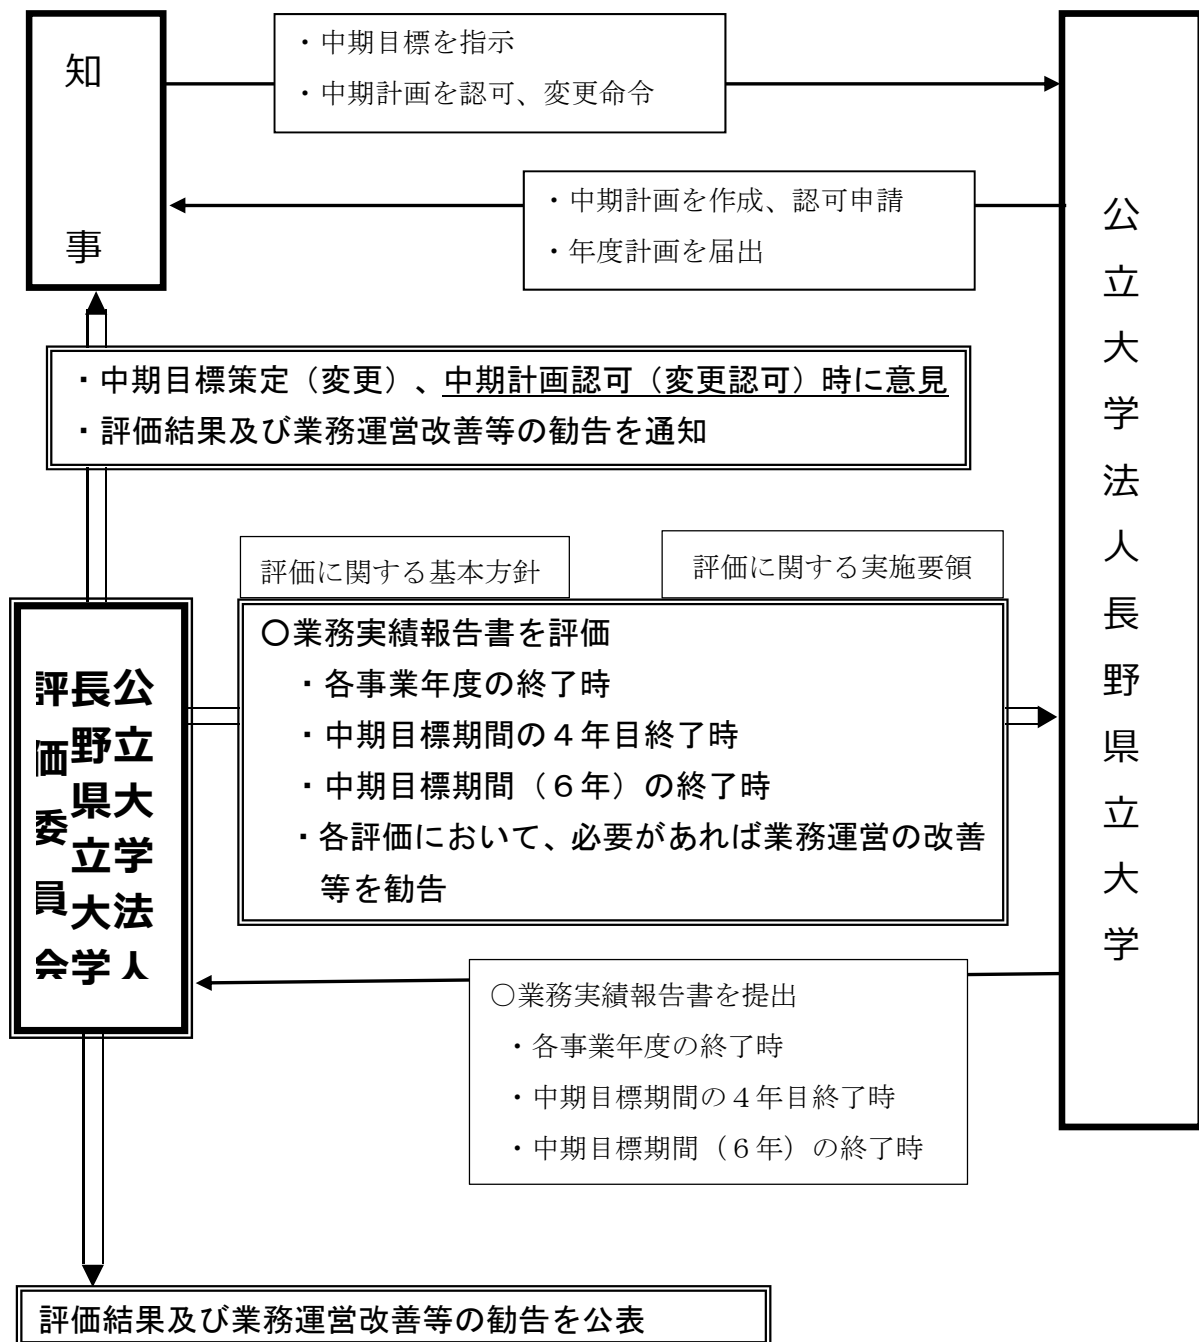 知事
・中期目標を指示
・中期計画を認可、変更命令
・中期計画を作成、認可申請
・年度計画を届出
公立大学法人長野県立大学
・中期目標策定（変更）、中期計画認可（変更認可）時に意見
・評価結果及び業務運営改善等の勧告を通知
評価に関する基本方針
評価に関する実施要領
公立大学法人
長野県立大学
評価委員会
〇業務実績報告書を評価
・各事業年度の終了時
・中期目標期間の４年目終了時
・中期目標期間（６年）の終了時
・各評価において、必要があれば業務運営の改善
等を勧告
○業務実績報告書を提出
・各事業年度の終了時
・中期目標期間の４年目終了時
・中期目標期間（６年）の終了時
評価結果及び業務運営改善等の勧告を公表